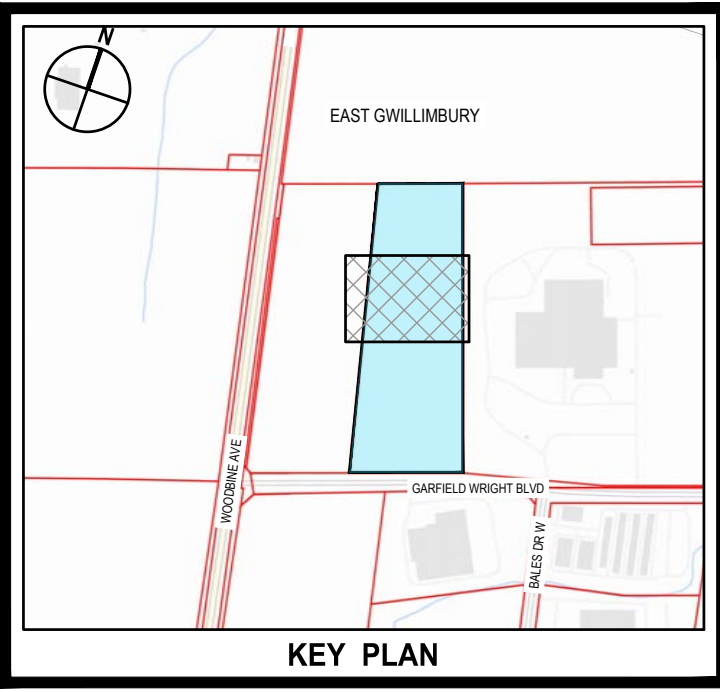 N
EAST GWILLIMBURY
WOODBINE AVE
GARFIELD WRIGHT BLVD
BALES DR W
KEY PLAN